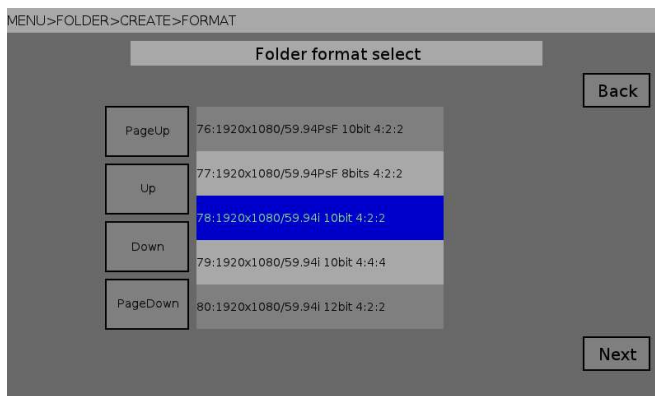 MENU>FOLDER>CREATE>FORMAT
Folder format select
Back
PageUp
76:1920x1080/59.94PsF 10bit 4:2:2
77:1920x1080/59.94PsF 8bits 4:2:2
Up
78:1920x1080/59.94i 10bit 4:2:2
Down
79:1920x1080/59.94i 10bit 4:4:4
PageDown
80:1920x1080/59.94i 12bit 4:2:2
Next